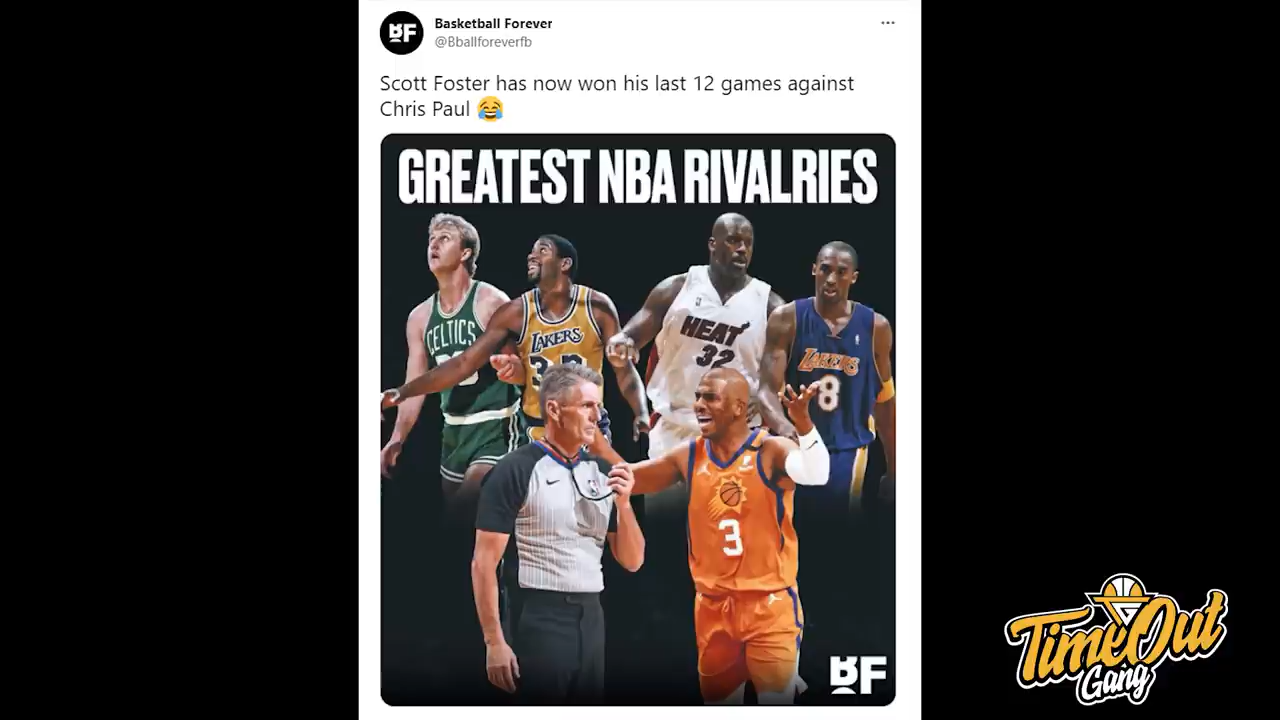 Basketball Forever
@Bballforeverfb
Scott Foster has now won his last 12 games against
Chris Paul 😂
GREATEST NBA RIVALRIES
CELTICS
LAKERS
HEAT
32
LAKERS
8
3
BF
TimeOut
Gang